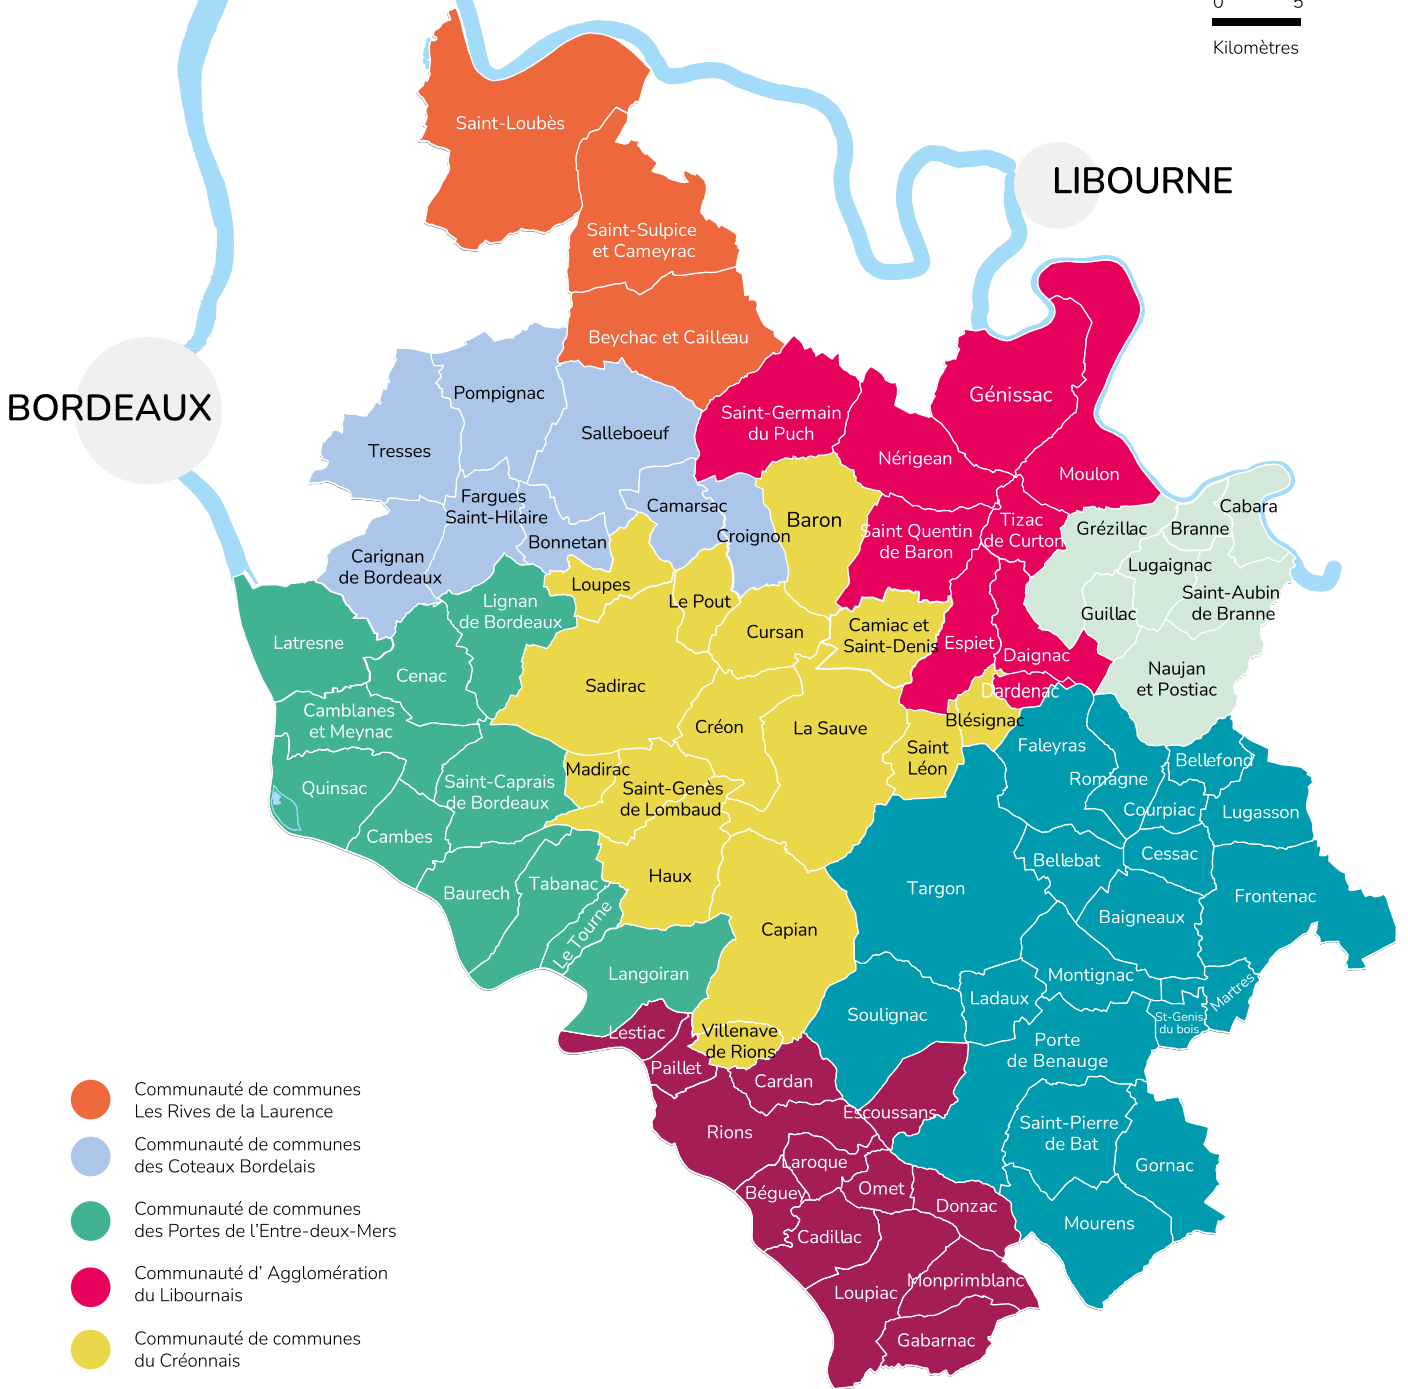 0 5
Kilomètres
Saint-Loubès
LIBOURNE
Saint-Sulpice
et Cameyrac
Beychac et Cailleau
BORDEAUX
Pompignac
Tresses
Salleboeuf
Saint-Germain
du Puch
Génissac
Nérigean
Moulon
Fargues
Saint-Hilaire
Camarsac
Croignon
Baron
Bonnetan
Carignan
de Bordeaux
Saint Quentin
de Baron
Tizac
de Curton
Grézillac
Branne
Cabara
Lugaignac
Saint-Aubin
de Branne
Guillac
Naujan
et Postiac
Loupes
Le Pout
Lignan
de Bordeaux
Cursan
Camiac et
Saint-Denis
Espiet
Daignac
Dardenac
Latresne
Cenac
Sadirac
Créon
La Sauve
Blésignac
Saint
Léon
Camblanes
et Meynac
Faleyras
Romagne
Bellefond
Madirac
Saint-Genès
de Lombaud
Quinsac
Saint-Caprais
de Bordeaux
Courpiac
Lugasson
Cambes
Bellebat
Cessac
Haux
Targon
Baurech
Tabanac
Frontenac
Baigneaux
Capian
Le Tourne
Langoiran
Montignac
Ladaux
Martres
Soulignac
St-Genis
du bois
Lestiac
Villenave
de Rions
Porte
de Benauge
Paillet
Cardan
Escoussans
Rions
Saint-Pierre
de Bat
Laroque
Gornac
Béguey
Omet
Donzac
Mourens
Cadillac
Monprimblanc
Loupiac
Gabarnac
Communauté de communes
Les Rives de la Laurence
Communauté de communes
des Coteaux Bordelais
Communauté de communes
des Portes de l'Entre-deux-Mers
Communauté d' Agglomération
du Libournais
Communauté de communes
du Créonnais